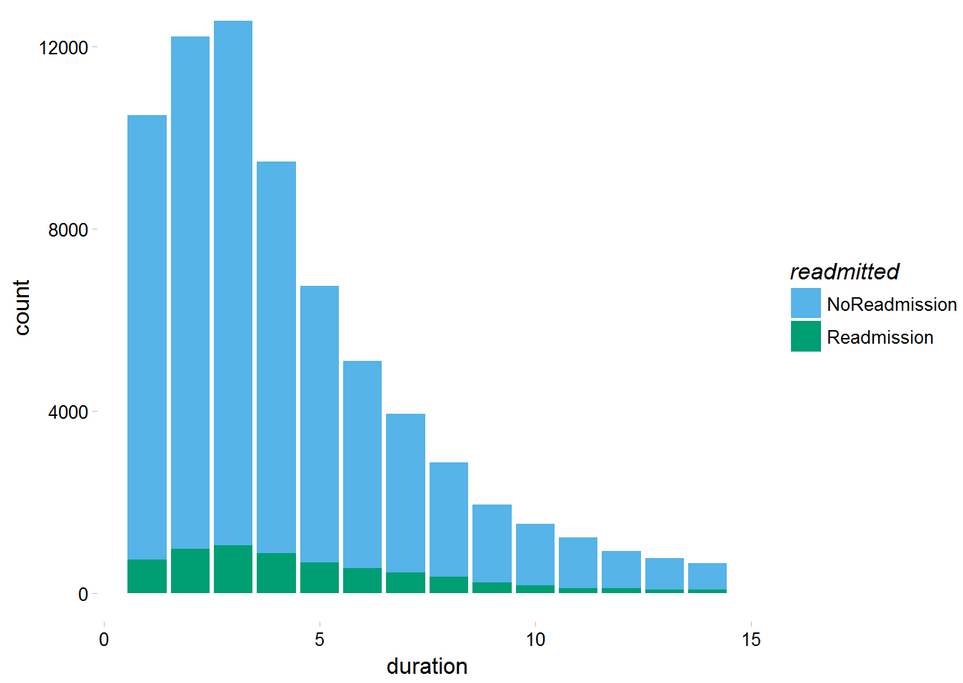 12000
8000
4000
0
count
0 5 10 15
duration
readmitted
NoReadmission
Readmission